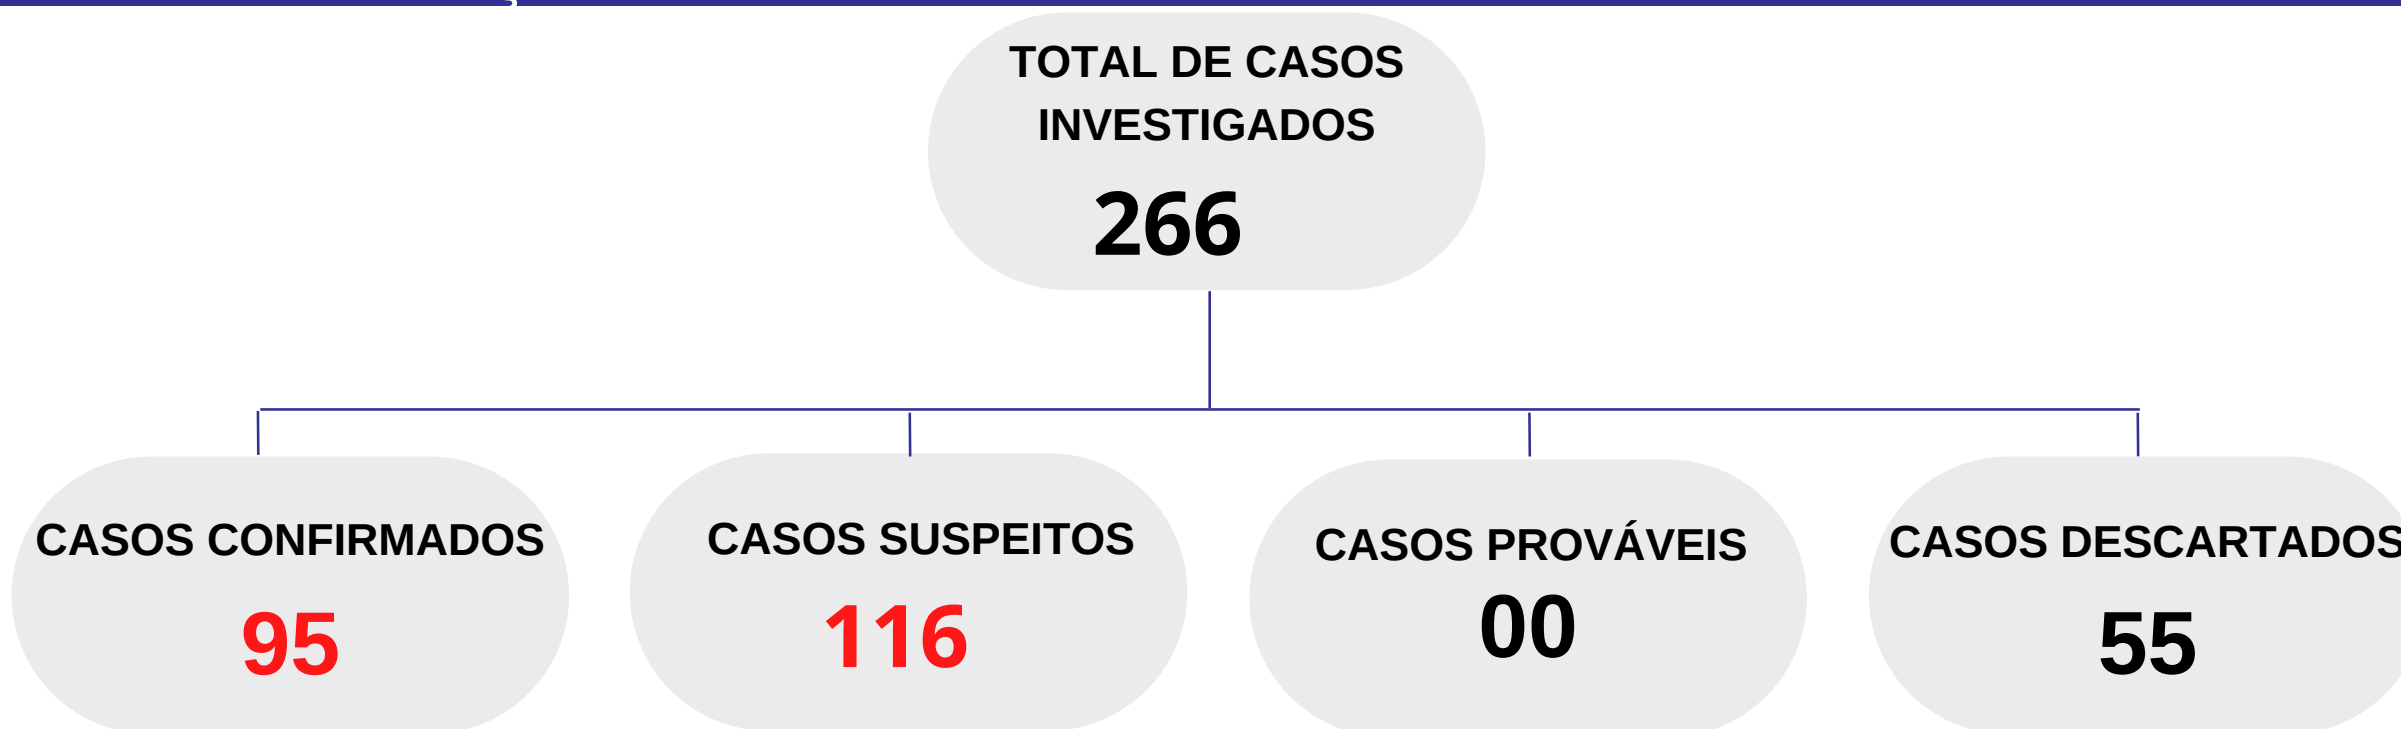 TOTAL DE CASOS
INVESTIGADOS
266
CASOS CONFIRMADOS
95
CASOS SUSPEITOS
116
CASOS PROVÁVEIS
00
CASOS DESCARTADOS
55